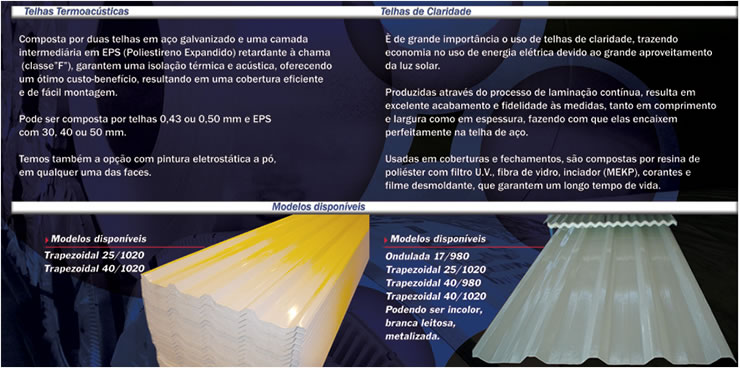 Telhas Termoacústicas
Composta por duas telhas em aço galvanizado e uma camada
intermediária em EPS (Poliestireno Expandido) retardante à chama
(classe"F"), garantem uma isolação térmica e acústica, oferecendo
um ótimo custo-benefício, resultando em uma cobertura eficiente
e de fácil montagem.
Pode ser composta por telhas 0,43 ou 0,50 mm e EPS
com 30, 40 ou 50 mm.
Temos também a opção com pintura eletrostática a pó,
em qualquer uma das faces.
Telhas de Claridade
È de grande importância o uso de telhas de claridade, trazendo
economia no uso de energia elétrica devido ao grande aproveitamento
da luz solar.
Produzidas através do processo de laminação contínua, resulta em
excelente acabamento e fidelidade às medidas, tanto em comprimento
e largura como em espessura, fazendo com que elas encaixem
perfeitamente na telha de aço.
Usadas em coberturas e fechamentos, são compostas por resina de
poliéster com filtro U.V., fibra de vidro, inciador (MEKP), corantes e
filme desmoldante, que garantem um longo tempo de vida.
Modelos disponíveis
Modelos disponíveis
Trapezoidal 25/1020
Trapezoidal 40/1020
Modelos disponíveis
Ondulada 17/980
Trapezoidal 25/1020
Trapezoidal 40/980
Trapezoidal 40/1020
Podendo ser incolor,
branca leitosa,
metalizada.